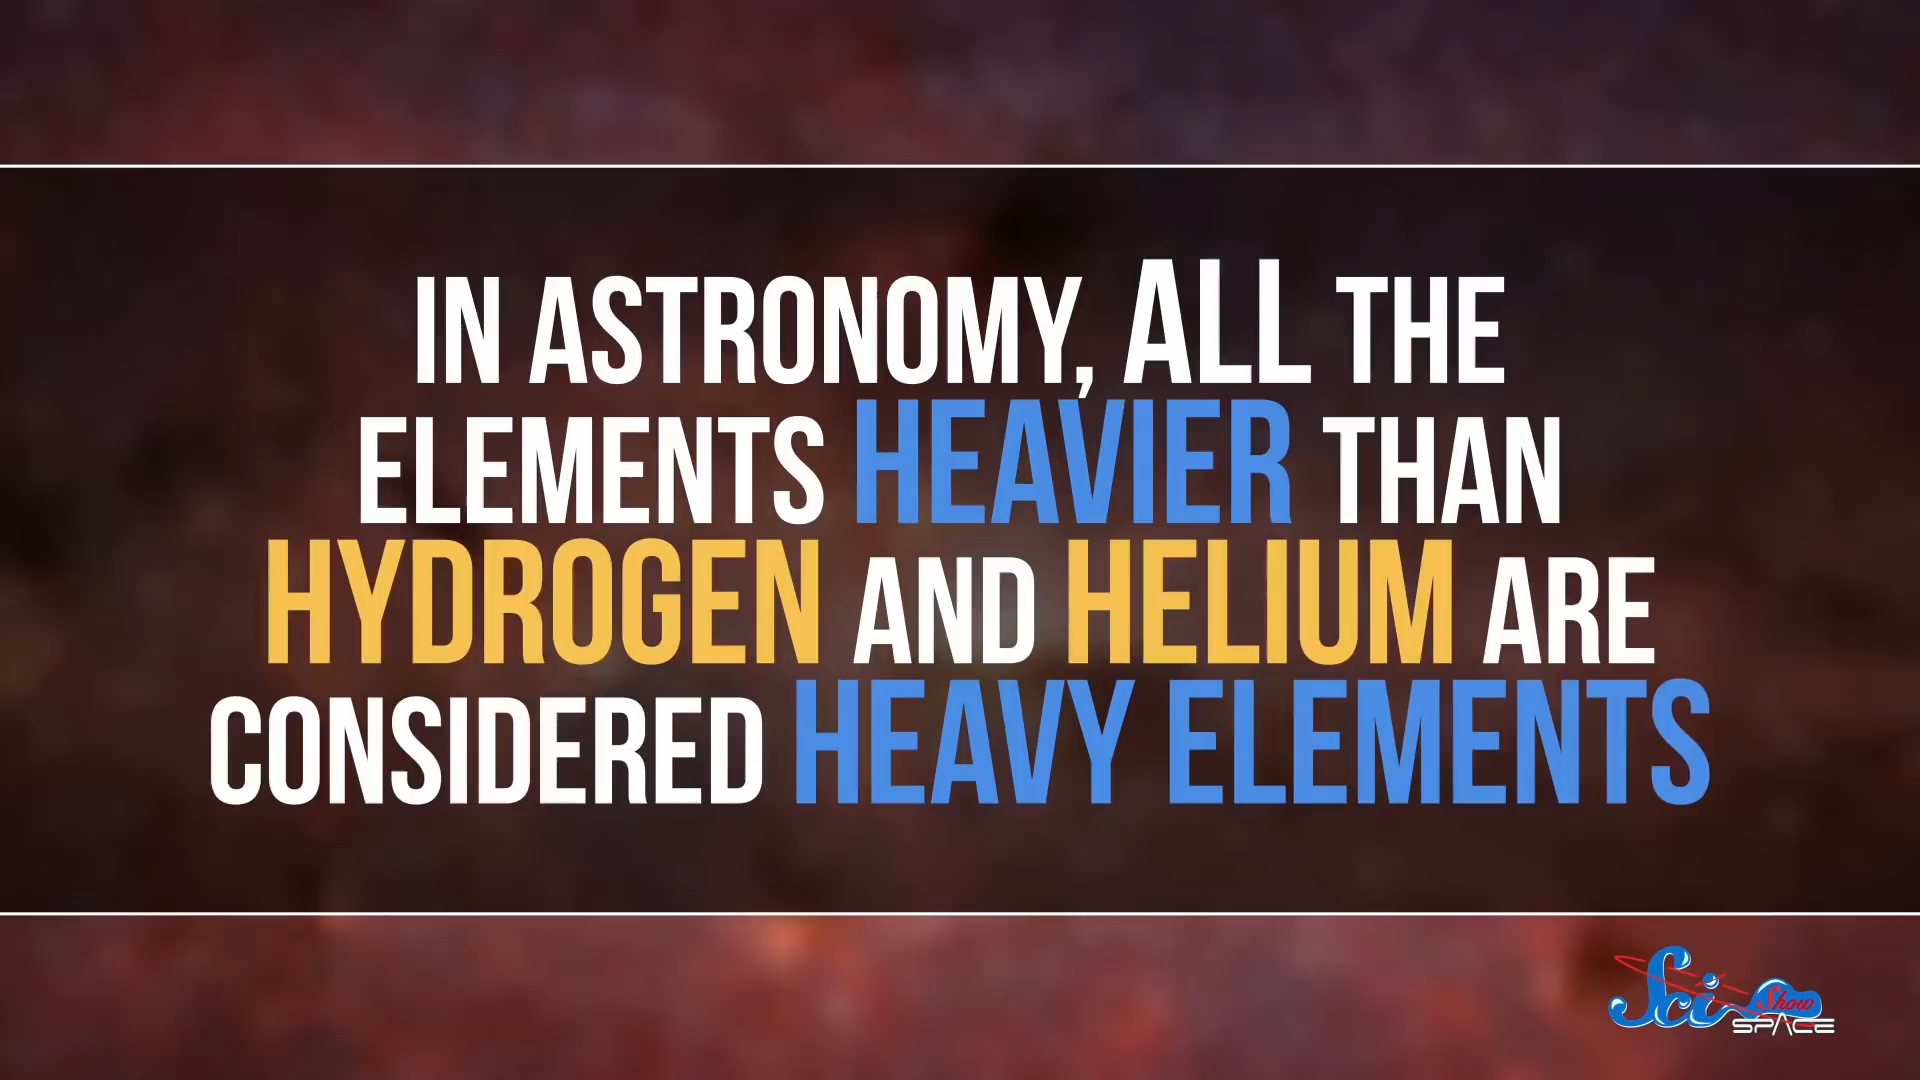 IN ASTRONOMY, ALL THE
ELEMENTS HEAVIER THAN
HYDROGEN AND HELIUM ARE
CONSIDERED HEAVY ELEMENTS
Sci Show
SPACE